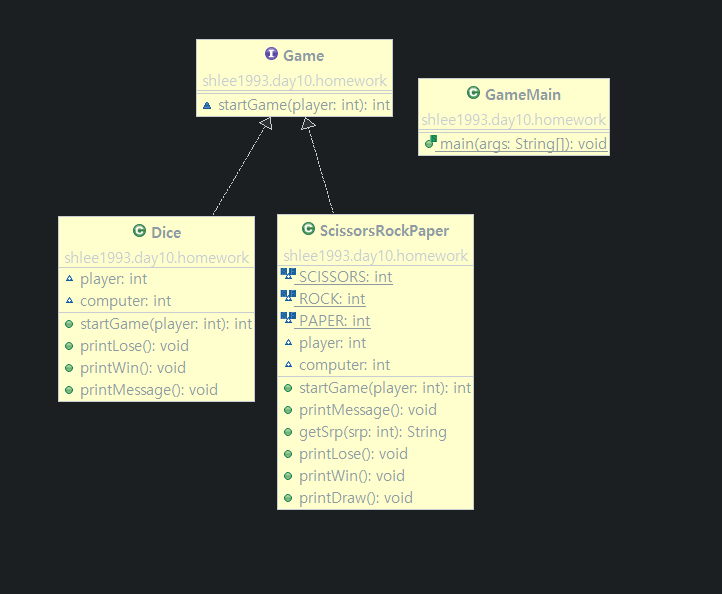 Game
shlee1993.day10.homework
startGame(player: int): int
GameMain
shlee1993.day10.homework
main(args: String[]): void
Dice
shlee1993.day10.homework
player: int
computer: int
startGame(player: int): int
printLose(): void
printWin(): void
printMessage(): void
ScissorsRockPaper
shlee1993.day10.homework
SCISSORS: int
ROCK: int
PAPER: int
player: int
computer: int
startGame(player: int): int
printMessage(): void
getSrp(srp: int): String
printLose(): void
printWin(): void
printDraw(): void